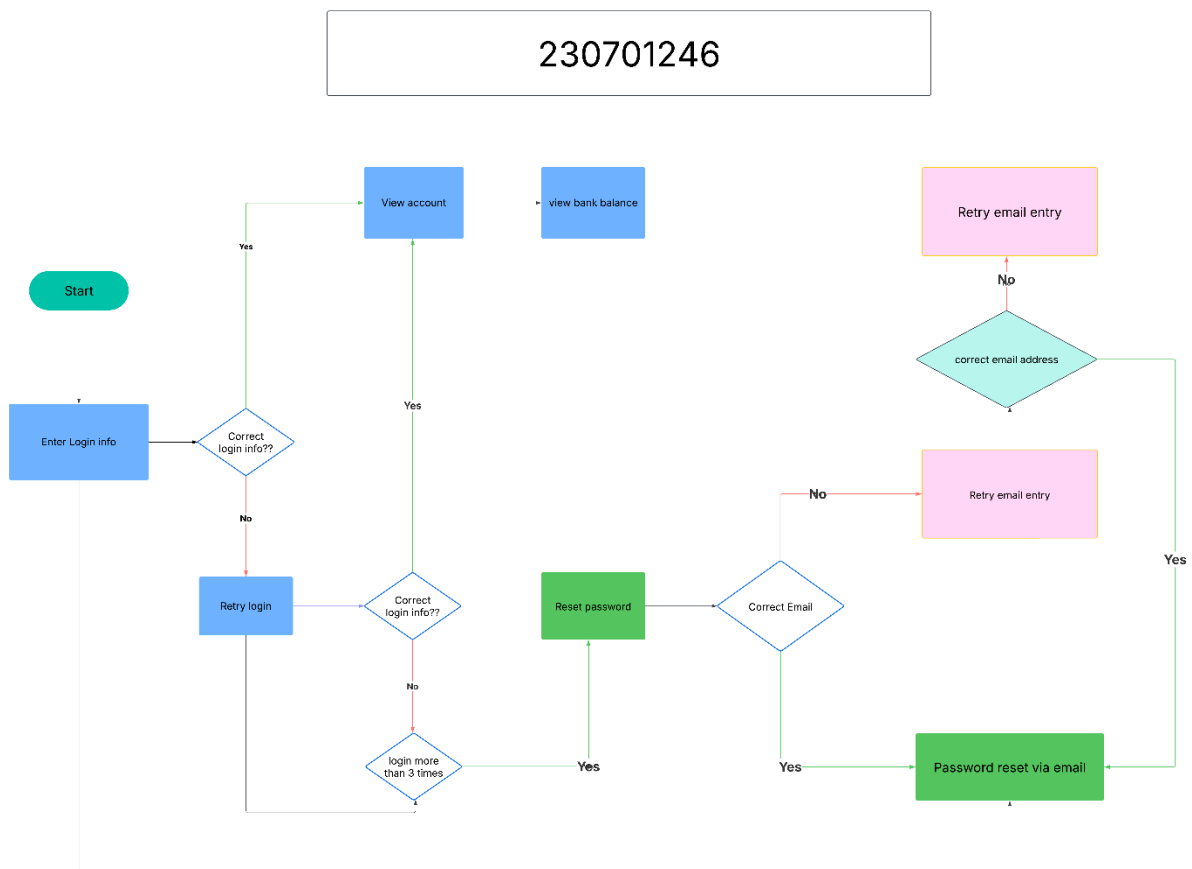 230701246
View account
view bank balance
Retry email entry
Yes
No
Start
correct email address
Yes
Enter Login info
Correct
login info??
Retry email entry
No
No
Yes
Retry login
Correct
login info??
Reset password
Correct Email
No
login more
than 3 times
Yes
Yes
Password reset via email